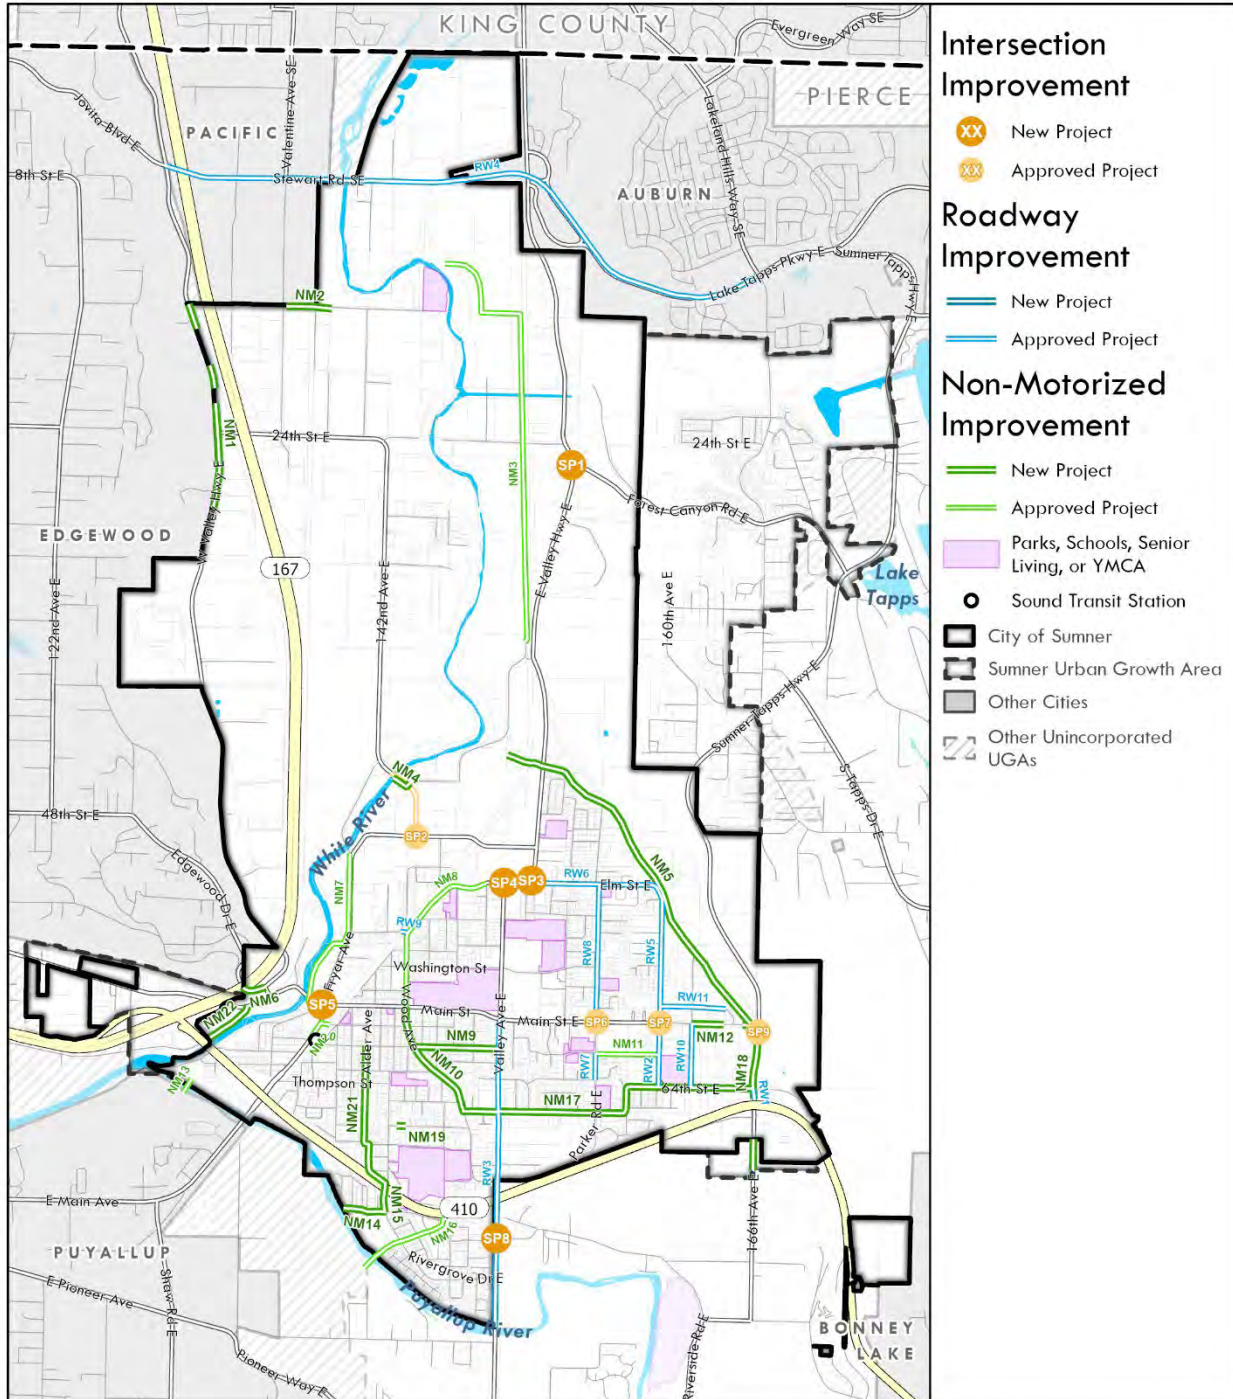 KING COUNTY
Evergreen Way SE
PIERCE
Jovita Blvd E
PACIFIC
Valentine Ave SE
Lakeland Hills Way SE
8th St E
Stewart Rd SE
RW4
AUBURN
Lake Tapps Pkwy E
Sumner Tapps Hwy E
NM2
NM1
24th St E
NM3
SP1
24th St E
W Valley Hwy E
E Valley Hwy E
Forest Canyon Rd E
EDGEWOOD
167
122nd Ave E
142nd Ave E
160th Ave E
Lake
Tapps
Sumner Tapps Hwy E
S Tapps Dr E
NM4
48th St E
White River
SP2
Edgewood Dr E
NM7
NM8
SP4
SP3
RW6
Elm St E
NM5
RW9
RW8
RW5
Fryar Ave
Washington St
NM6
NM22
SP5
Main St
Wood Ave
Valley Ave E
Main St E
SP6
SP7
RW11
SP9
NM20
Alder Ave
NM9
NM10
RW7
NM11
RW2
RW10
NM12
NM18
NM13
Thompson St
NM21
NM17
64th St E
RW1
NM19
Parker Rd E
RW3
E Main Ave
NM14
NM15
410
NM16
SP8
166th Ave E
PUYALLUP
Shaw Rd E
Rivergrove Dr E
E Pioneer Ave
Puyallup River
Pioneer Way E
Riverside Rd E
BONNEY
LAKE
Intersection
Improvement
XX New Project
XX Approved Project
Roadway
Improvement
New Project
Approved Project
Non-Motorized
Improvement
New Project
Approved Project
Parks, Schools, Senior
Living, or YMCA
Sound Transit Station
City of Sumner
Sumner Urban Growth Area
Other Cities
Other Unincorporated
UGAs